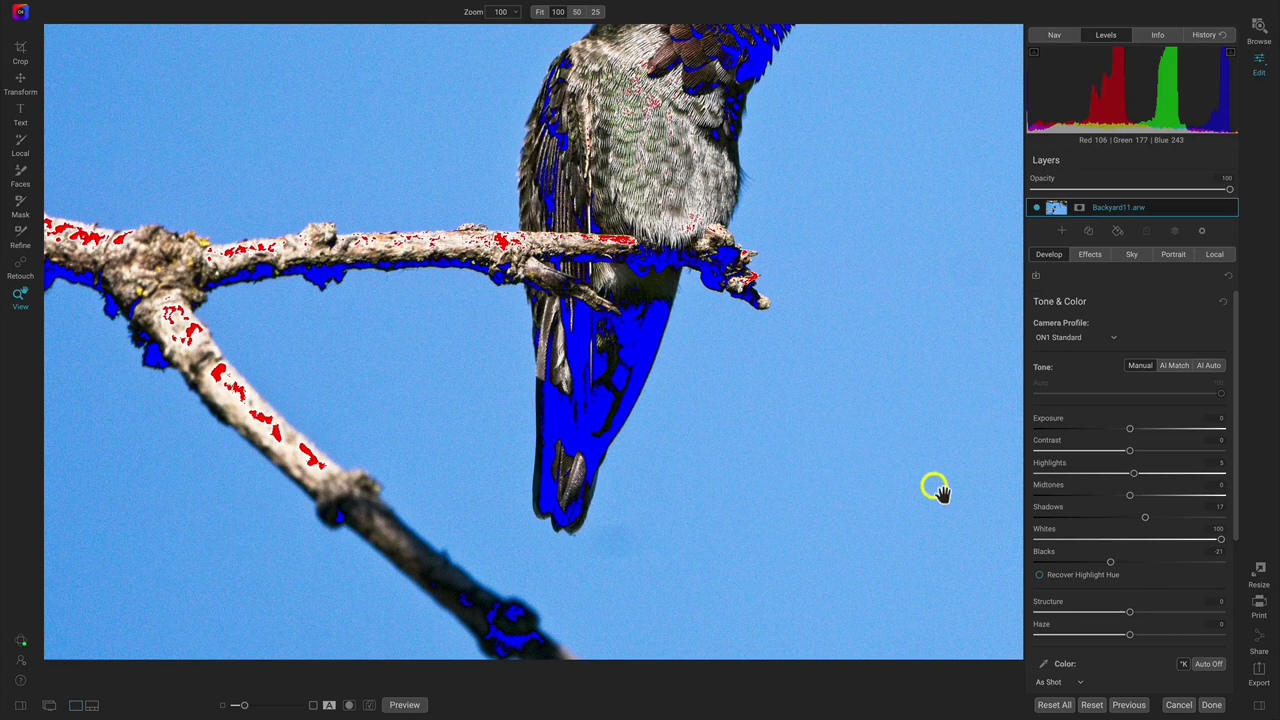 Zoom 100 Fit 100 50 25
Crop
Transform
Text
Local
Faces
Mask
Refine
Retouch
View
Nav Levels Info History
Red 106 | Green 177 | Blue 243
Layers
Opacity 100
Backyard11.arw
Develop Effects Sky Portrait Local
Tone & Color
Camera Profile:
ON1 Standard
Tone: Manual AI Match AI Auto
Auto 100
Exposure 0
Contrast 0
Highlights 5
Midtones 0
Shadows 17
Whites 100
Blacks -21
Recover Highlight Hue
Structure 0
Haze 0
Color: °K Auto Off
As Shot
Browse
Edit
Resize
Print
Share
Export
A Preview
Reset All Reset Previous Cancel Done